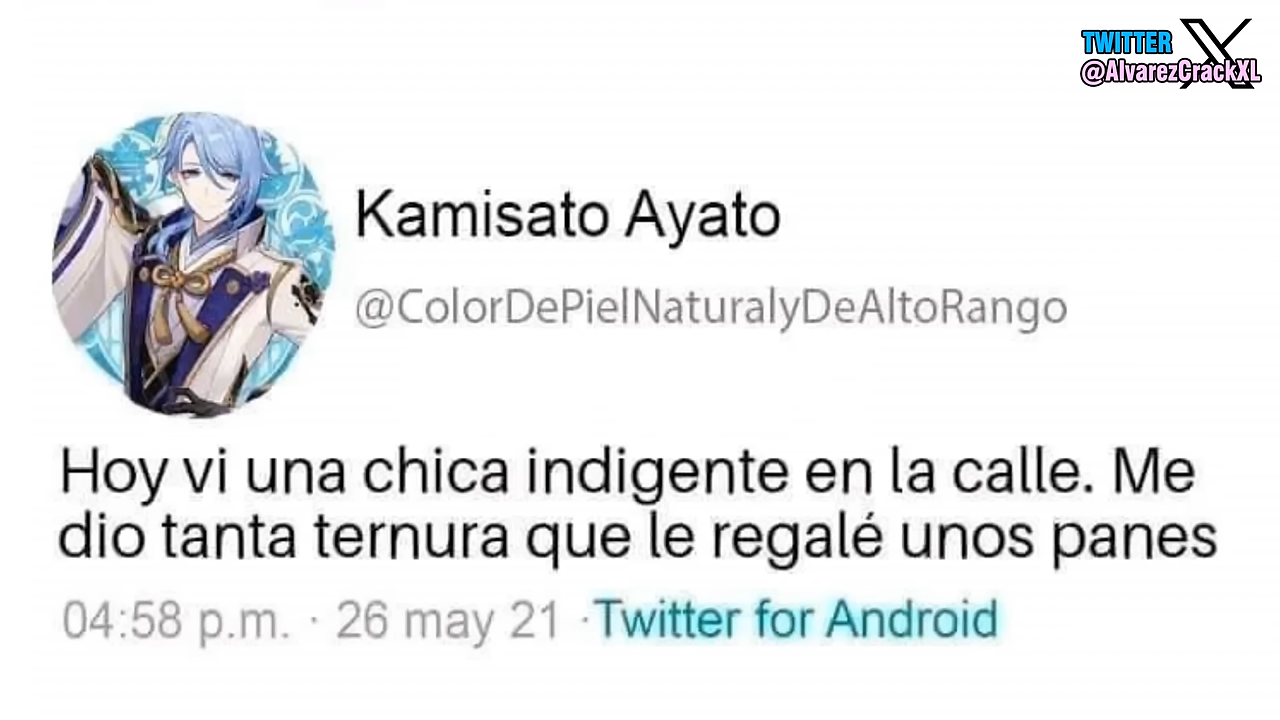 TWITTER
@AlvarezCrackXL
Kamisato Ayato
@ColorDePielNaturalyDeAltoRango
Hoy vi una chica indigente en la calle. Me
dio tanta ternura que le regalé unos panes
04:58 p.m. · 26 may 21 · Twitter for Android